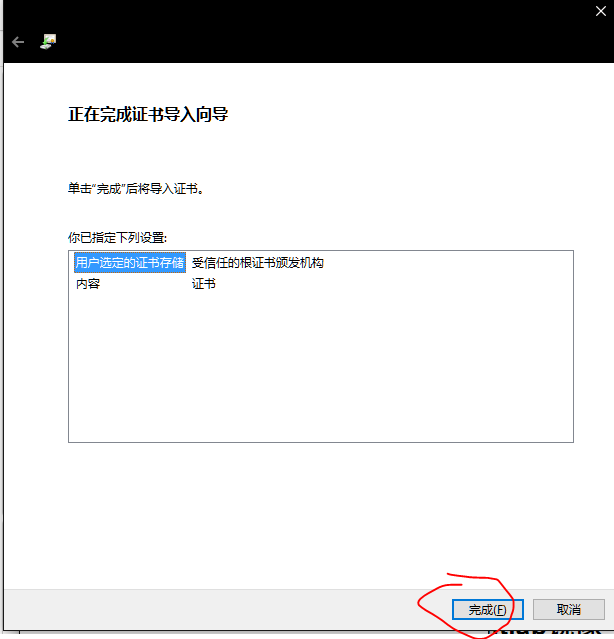 正在完成证书导入向导
单击“完成”后将导入证书。
你已指定下列设置:
用户选定的证书存储 受信任的根证书颁发机构
内容 证书
完成(F) 取消